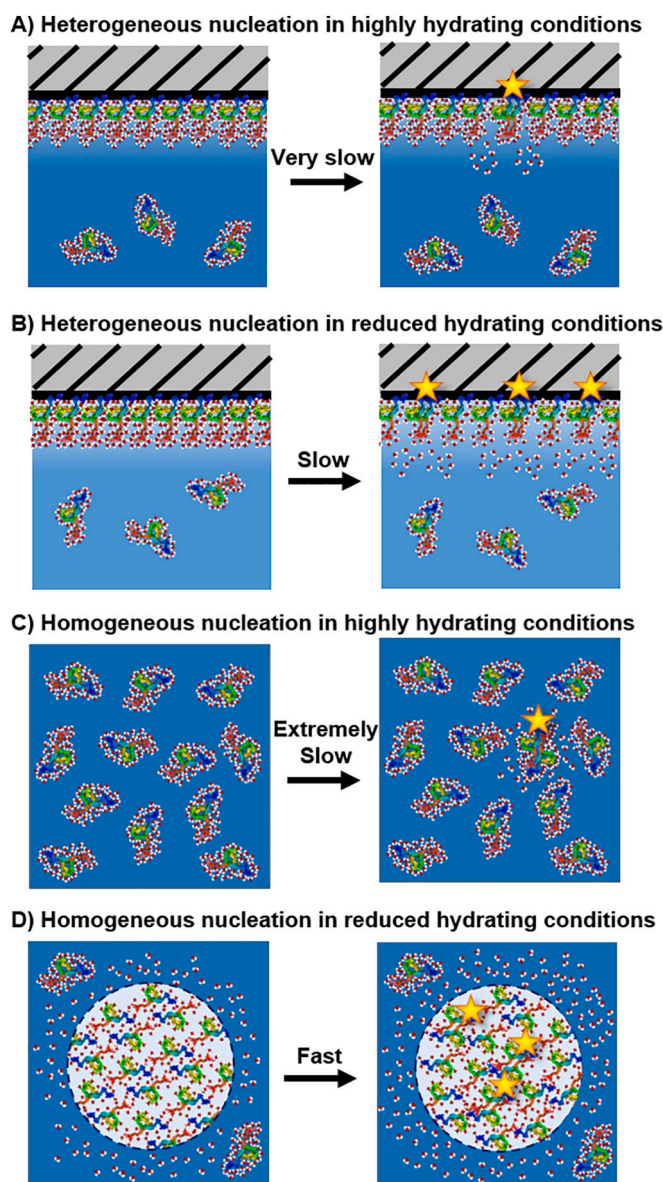 A) Heterogeneous nucleation in highly hydrating conditions
Very slow
B) Heterogeneous nucleation in reduced hydrating conditions
Slow
C) Homogeneous nucleation in highly hydrating conditions
Extremely
Slow
D) Homogeneous nucleation in reduced hydrating conditions
Fast